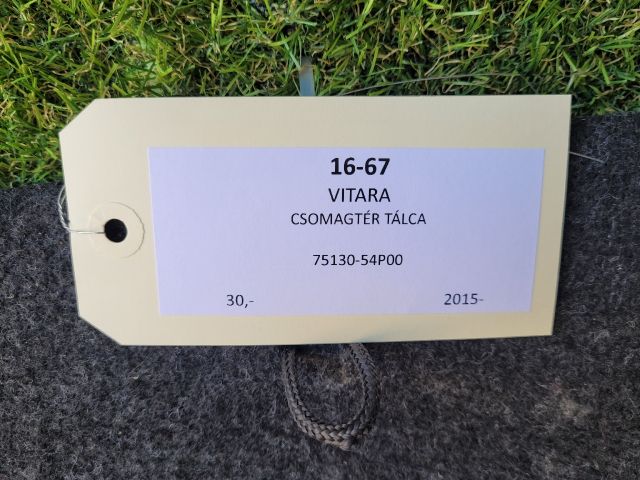 16-67
VITARA
CSOMAGTÉR TÁLCA
75130-54P00
30,- 2015-